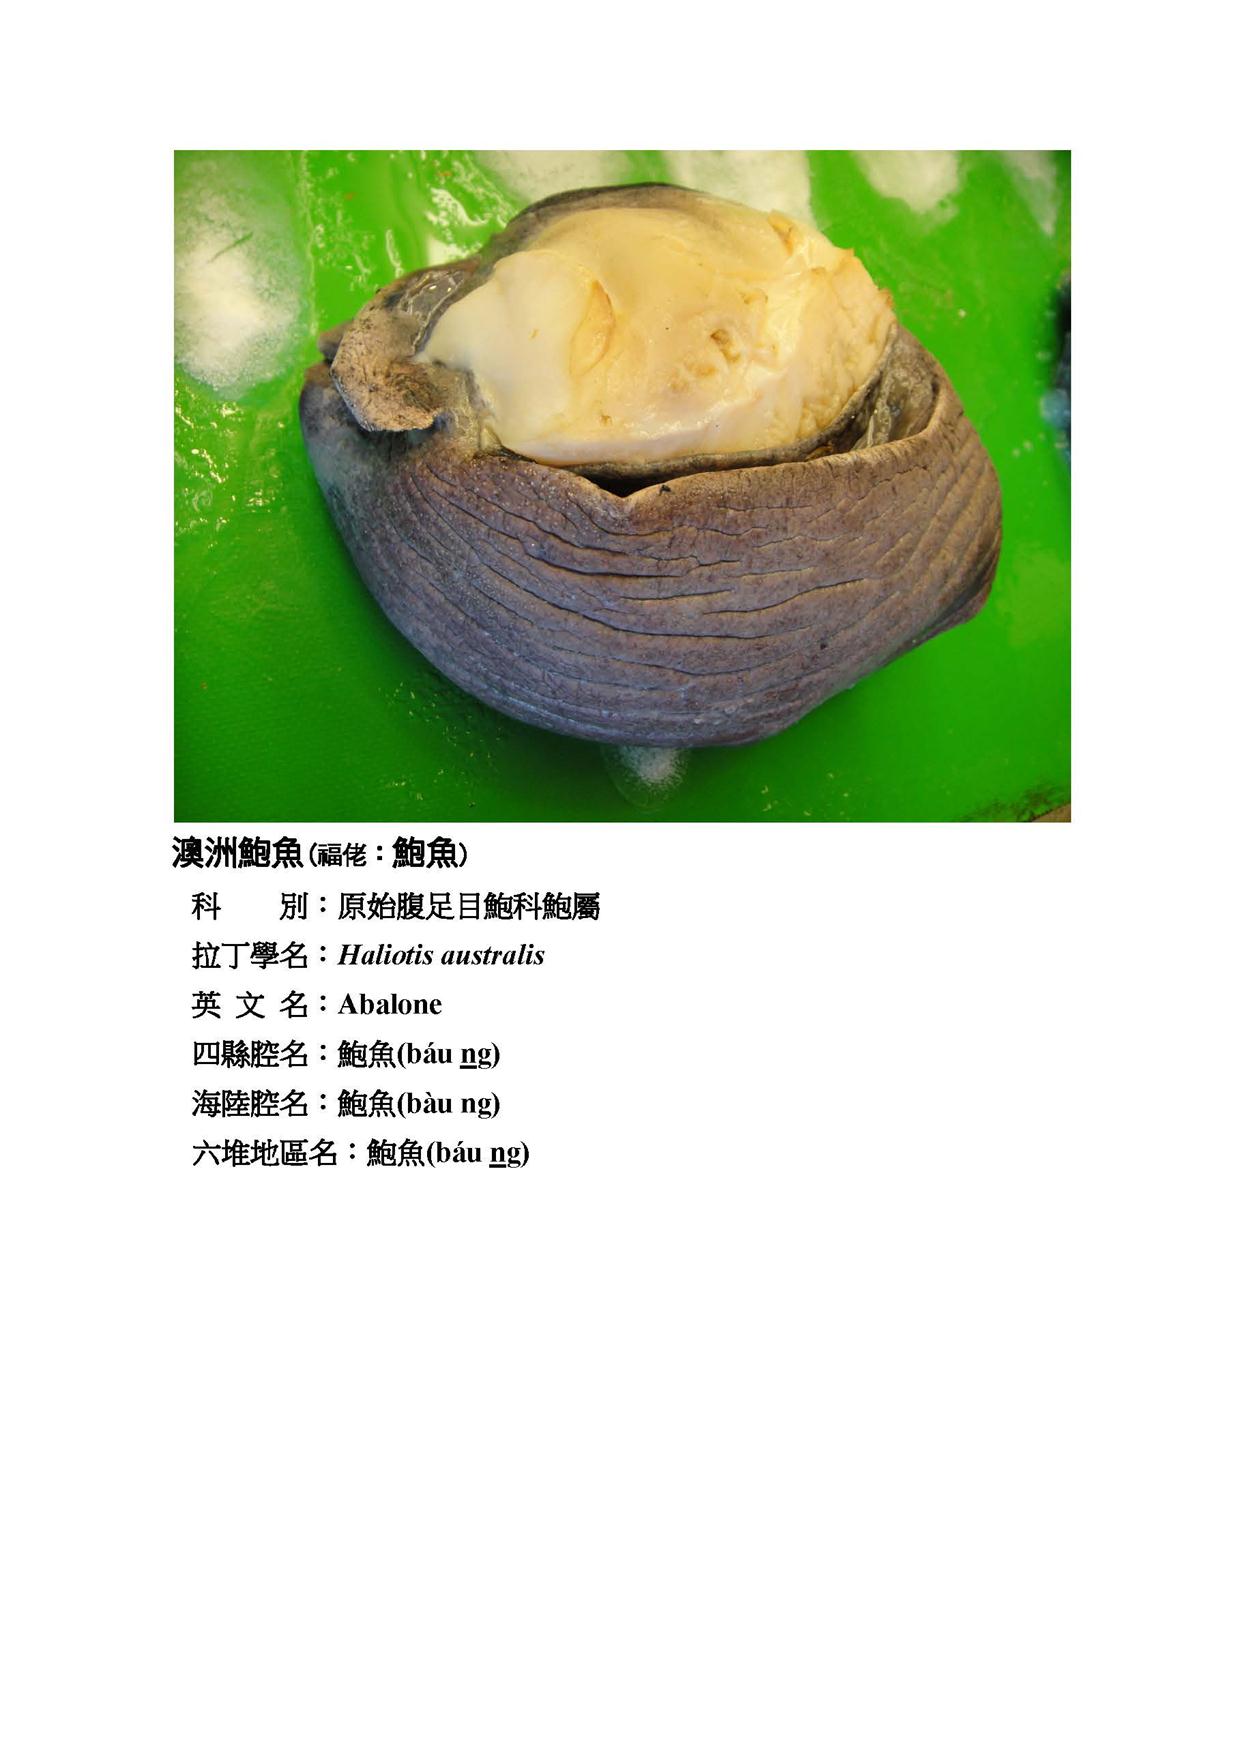 澳洲鮑魚(福佬：鮑魚)
科　　別：原始腹足目鮑科鮑屬
拉丁學名：Haliotis australis
英 文 名：Abalone
四縣腔名：鮑魚(báu ng)
海陸腔名：鮑魚(bàu ng)
六堆地區名：鮑魚(báu ng)